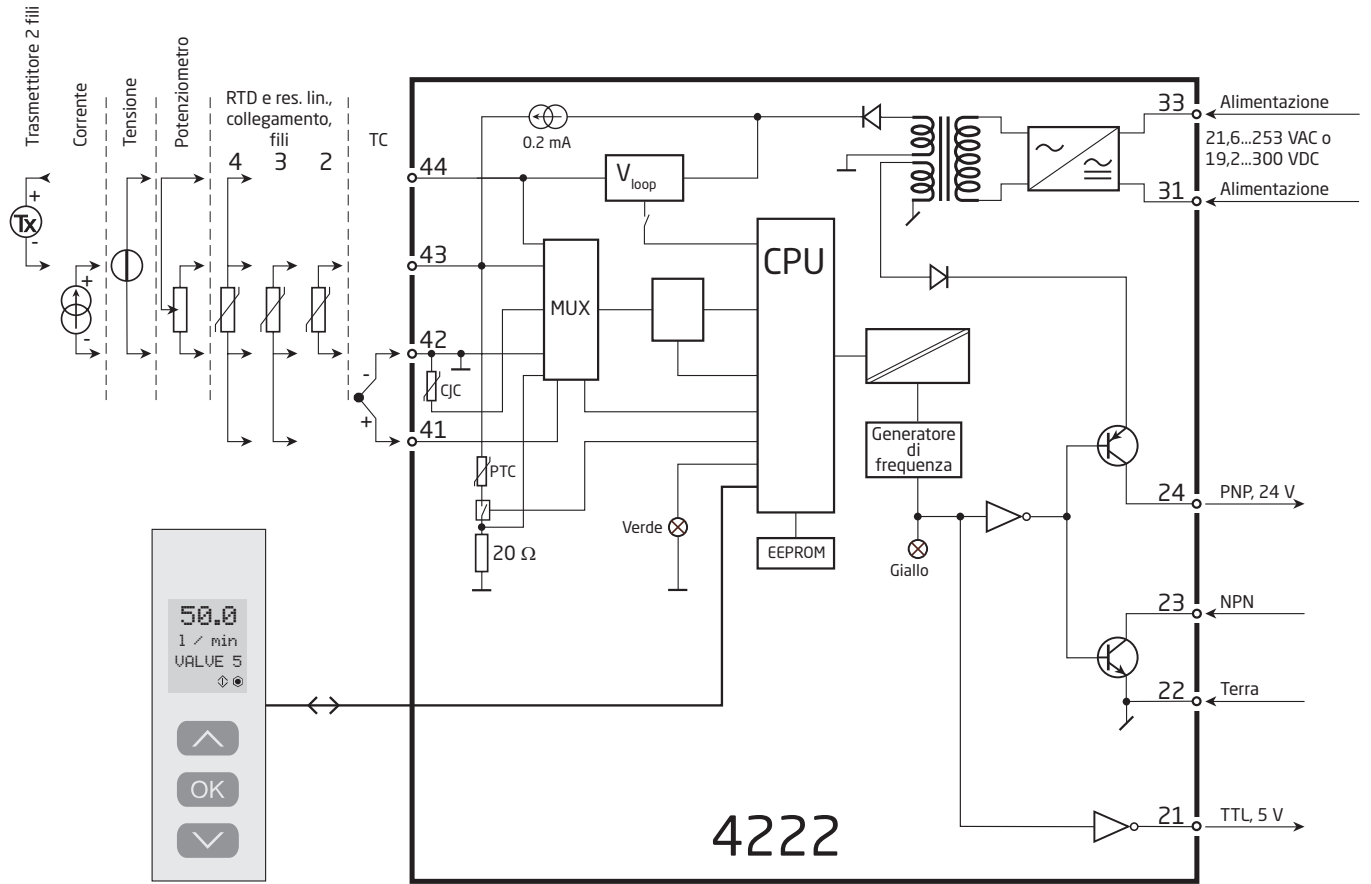 Trasmettitore 2 fili
Corrente
Tensione
Potenziometro
RTD e res. lin.,
collegamento,
fili
4 3 2
TC
+
Tx
-
+
-
-
+
44
43
42
41
0.2 mA
V loop
MUX
CPU
CJC
PTC
20 Ω
Verde
EEPROM
Generatore
di
frequenza
Giallo
33 Alimentazione
21,6...253 VAC o
19,2...300 VDC
31 Alimentazione
24 PNP, 24 V
23 NPN
22 Terra
21 TTL, 5 V
50.0
l / min
VALVE 5
OK
4222